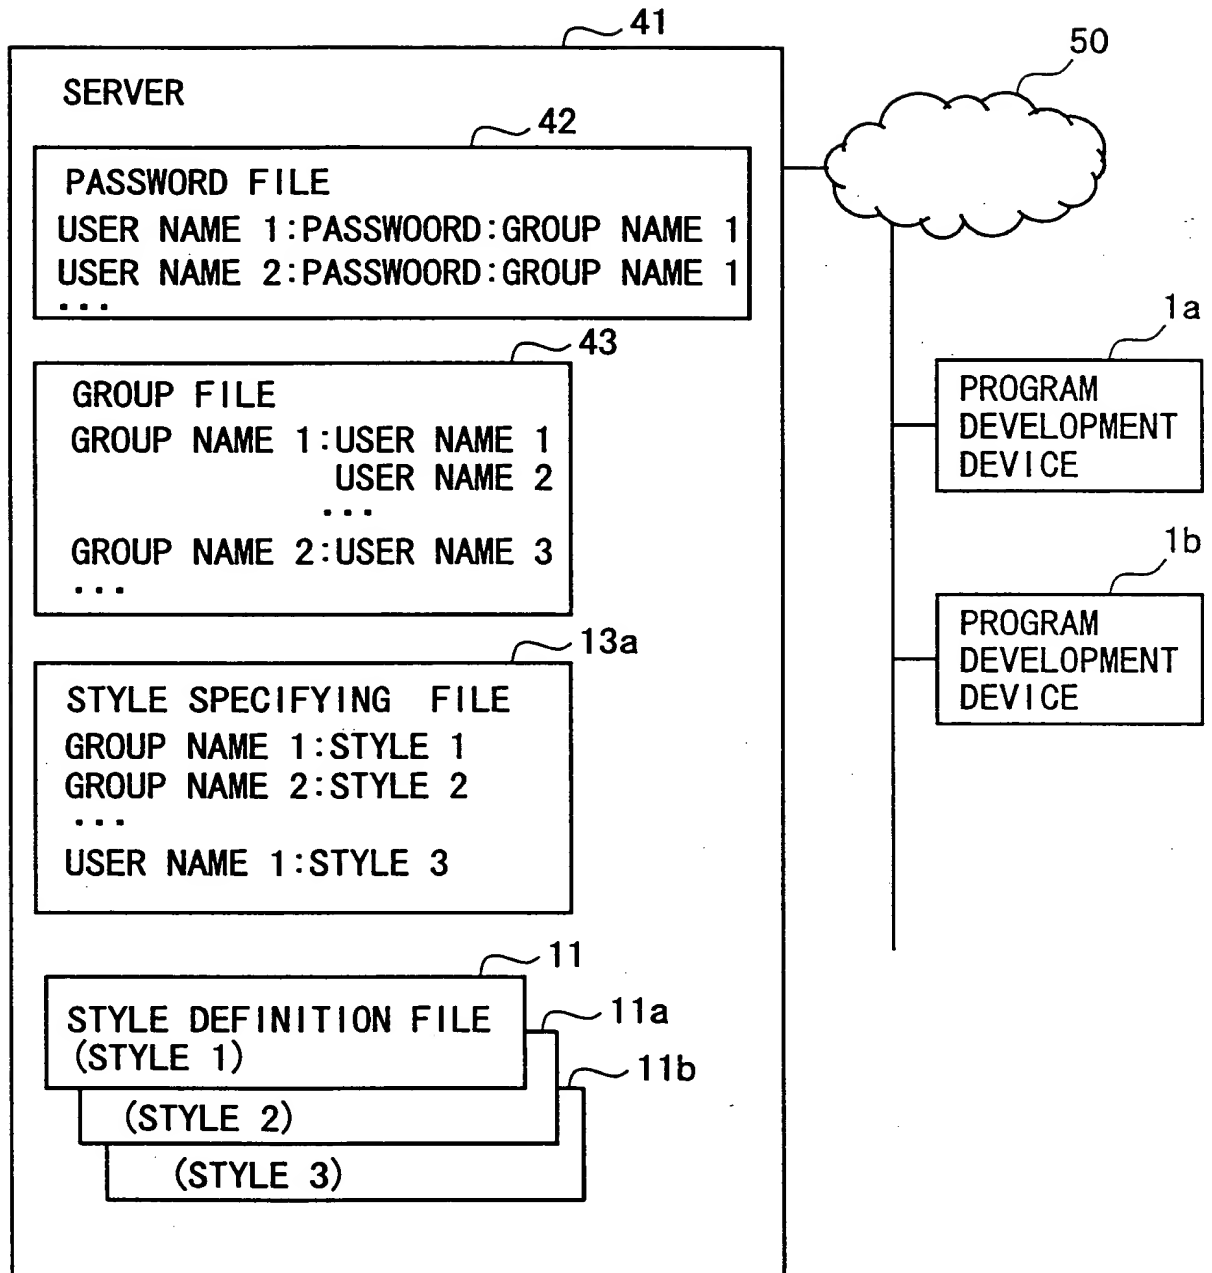 41
SERVER
42
PASSWORD FILE
USER NAME 1:PASSWOORD:GROUP NAME 1
USER NAME 2:PASSWOORD:GROUP NAME 1
...
43
GROUP FILE
GROUP NAME 1:USER NAME 1
USER NAME 2
...
GROUP NAME 2:USER NAME 3
...
13a
STYLE SPECIFYING FILE
GROUP NAME 1:STYLE 1
GROUP NAME 2:STYLE 2
...
USER NAME 1:STYLE 3
11
STYLE DEFINITION FILE
(STYLE 1)
11a
(STYLE 2)
11b
(STYLE 3)
50
1a
PROGRAM
DEVELOPMENT
DEVICE
1b
PROGRAM
DEVELOPMENT
DEVICE